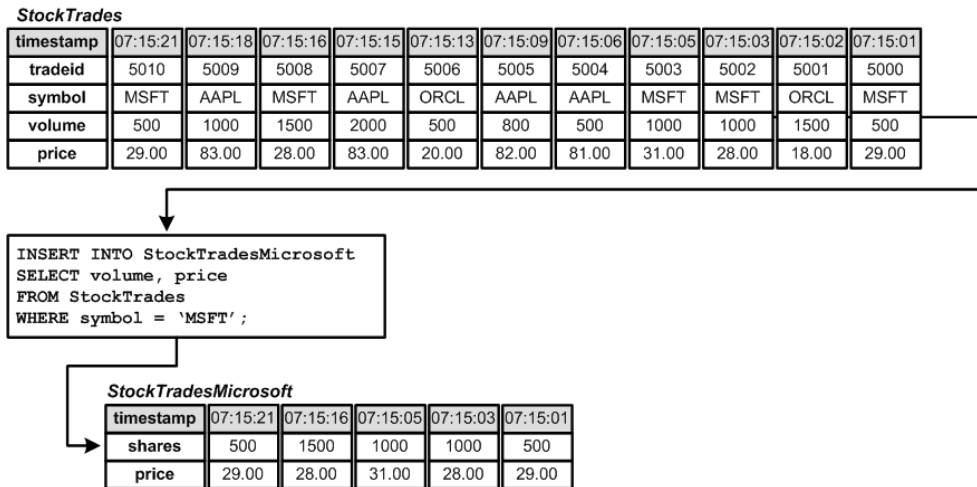 StockTrades
timestamp 07:15:21 07:15:18 07:15:16 07:15:15 07:15:13 07:15:09 07:15:06 07:15:05 07:15:03 07:15:02 07:15:01
tradeid 5010 5009 5008 5007 5006 5005 5004 5003 5002 5001 5000
symbol MSFT AAPL MSFT AAPL ORCL AAPL AAPL MSFT MSFT ORCL MSFT
volume 500 1000 1500 2000 500 800 500 1000 1000 1500 500
price 29.00 83.00 28.00 83.00 20.00 82.00 81.00 31.00 28.00 18.00 29.00
INSERT INTO StockTradesMicrosoft
SELECT volume, price
FROM StockTrades
WHERE symbol = ‘MSFT’;
StockTradesMicrosoft
timestamp 07:15:21 07:15:16 07:15:05 07:15:03 07:15:01
shares 500 1500 1000 1000 500
price 29.00 28.00 31.00 28.00 29.00